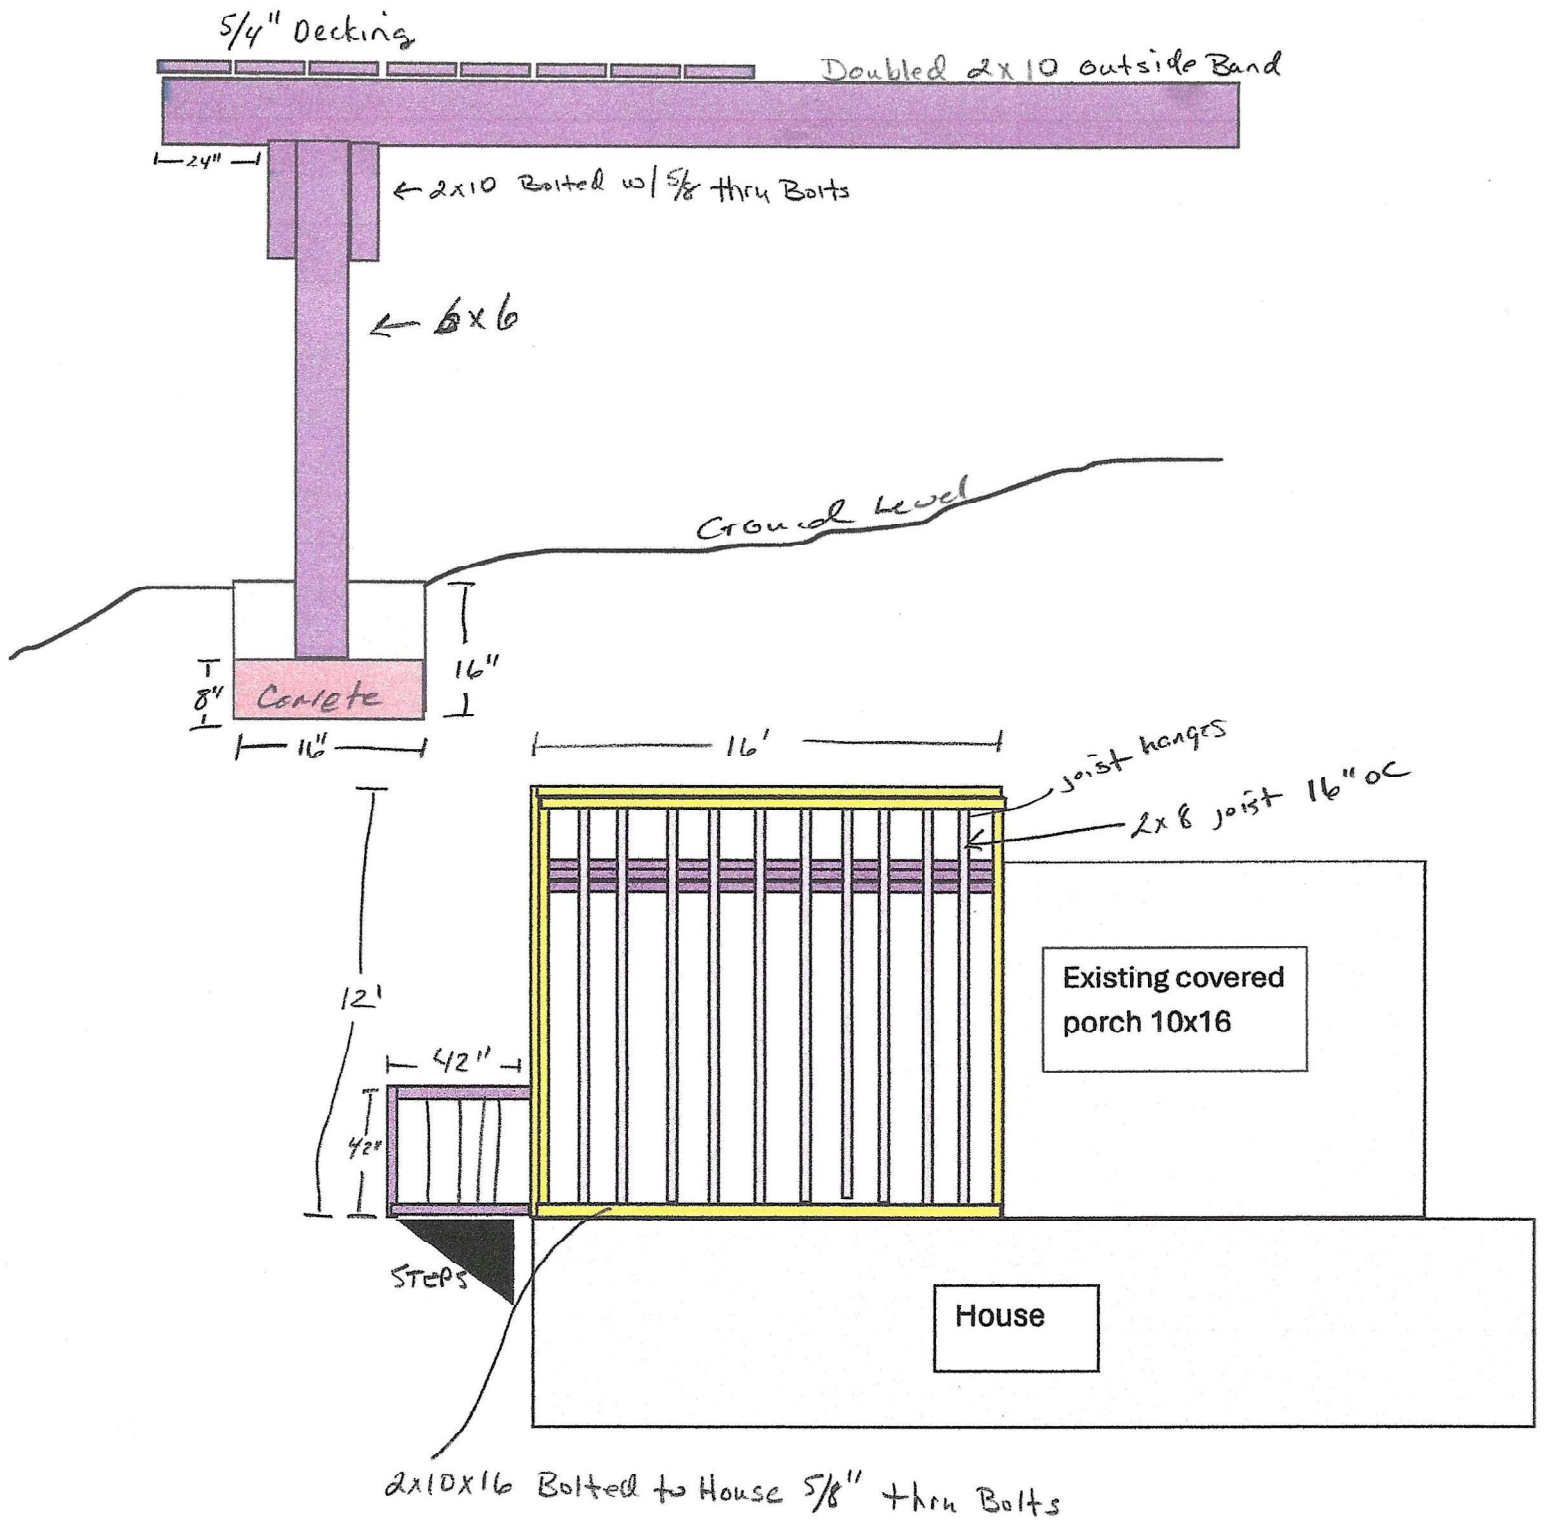 5/4" Decking
Doubled 2x10 outside Band
24"
2x10 Bolted w/ 5/8 thru Bolts
6x6
Ground Level
16"
8"
Conrete
16"
16'
joist hanges
2x8 joist 16" OC
12'
Existing covered
porch 10x16
42"
42"
STEPS
House
2x10x16 Bolted to House 5/8" thru Bolts